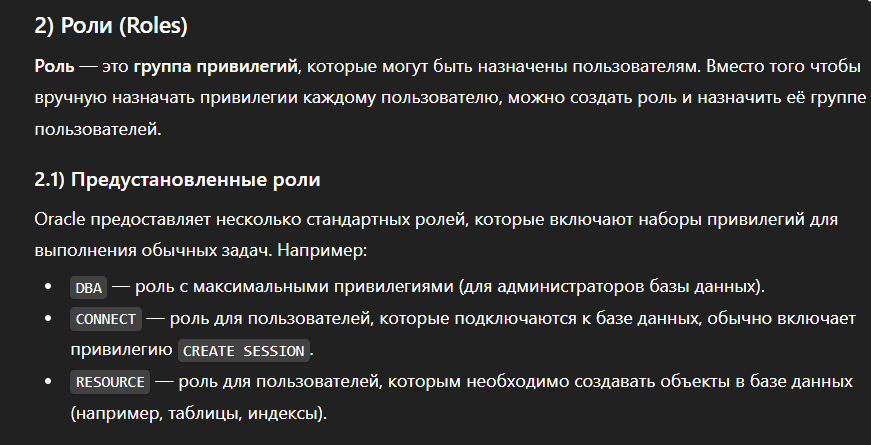 2) Роли (Roles)
Роль — это группа привилегий, которые могут быть назначены пользователям. Вместо того чтобы
вручную назначать привилегии каждому пользователю, можно создать роль и назначить её группе
пользователей.
2.1) Предустановленные роли
Oracle предоставляет несколько стандартных ролей, которые включают наборы привилегий для
выполнения обычных задач. Например:
• DBA — роль с максимальными привилегиями (для администраторов базы данных).
• CONNECT — роль для пользователей, которые подключаются к базе данных, обычно включает
привилегию CREATE SESSION.
• RESOURCE — роль для пользователей, которым необходимо создавать объекты в базе данных
(например, таблицы, индексы).